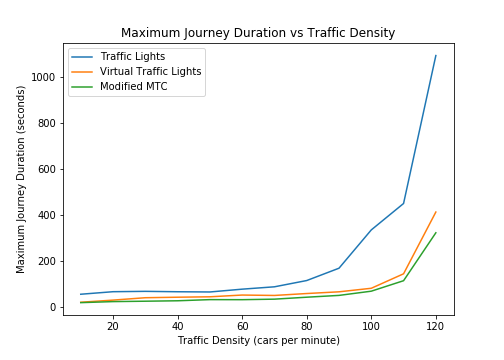 Maximum Journey Duration vs Traffic Density
Traffic Lights
Virtual Traffic Lights
Modified MTC
Maximum Journey Duration (seconds)
1000
800
600
400
200
0
20 40 60 80 100 120
Traffic Density (cars per minute)